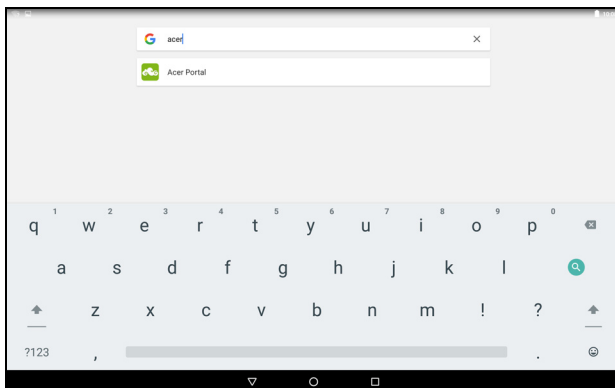 acer
Acer Portal
1 2 3 4 5 6 7 8 9 0
q w e r t y u i o p
a s d f g h j k l
z x c v b n m ! ?
?123 , .